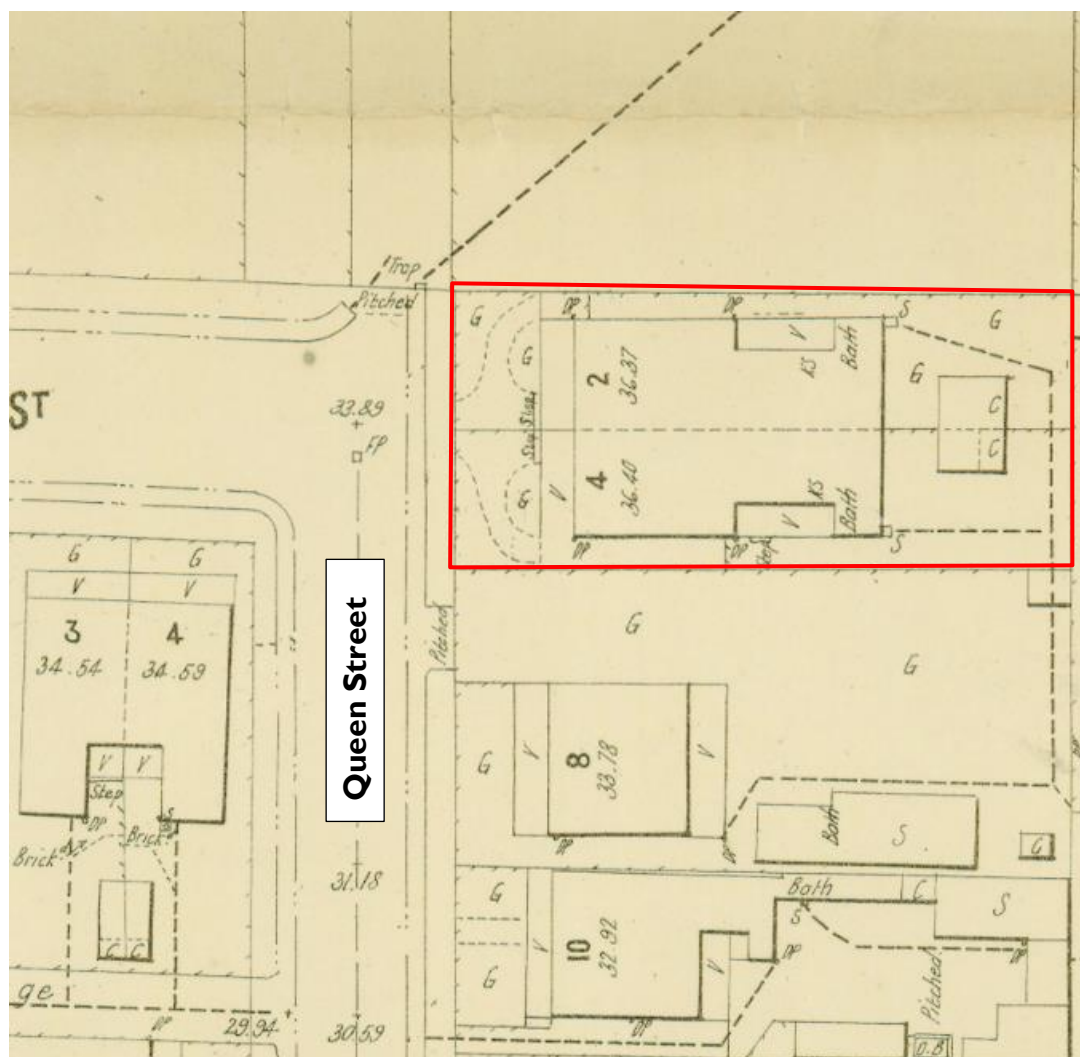 Trap
Pitched
G
DP
DP
S
G
V
Bath
KS
G
2
36.37
G
ST
33.89
FP
Step
C
C
4
36.40
G
V
KS
Bath
V
DP
DP
Step
S
G
G
V
V
3
34.54
4
34.59
Queen Street
Pitched
G
G
G
V
8
33.78
V
DP
DP
V
V
Step
DP
S
Brick
Brick
C
C
Bath
S
C
31.18
G
G
V
10
32.92
V
DP
Bath
C
S
S
DP
DP
Pitched
ge
DP
29.94
30.59
O.B